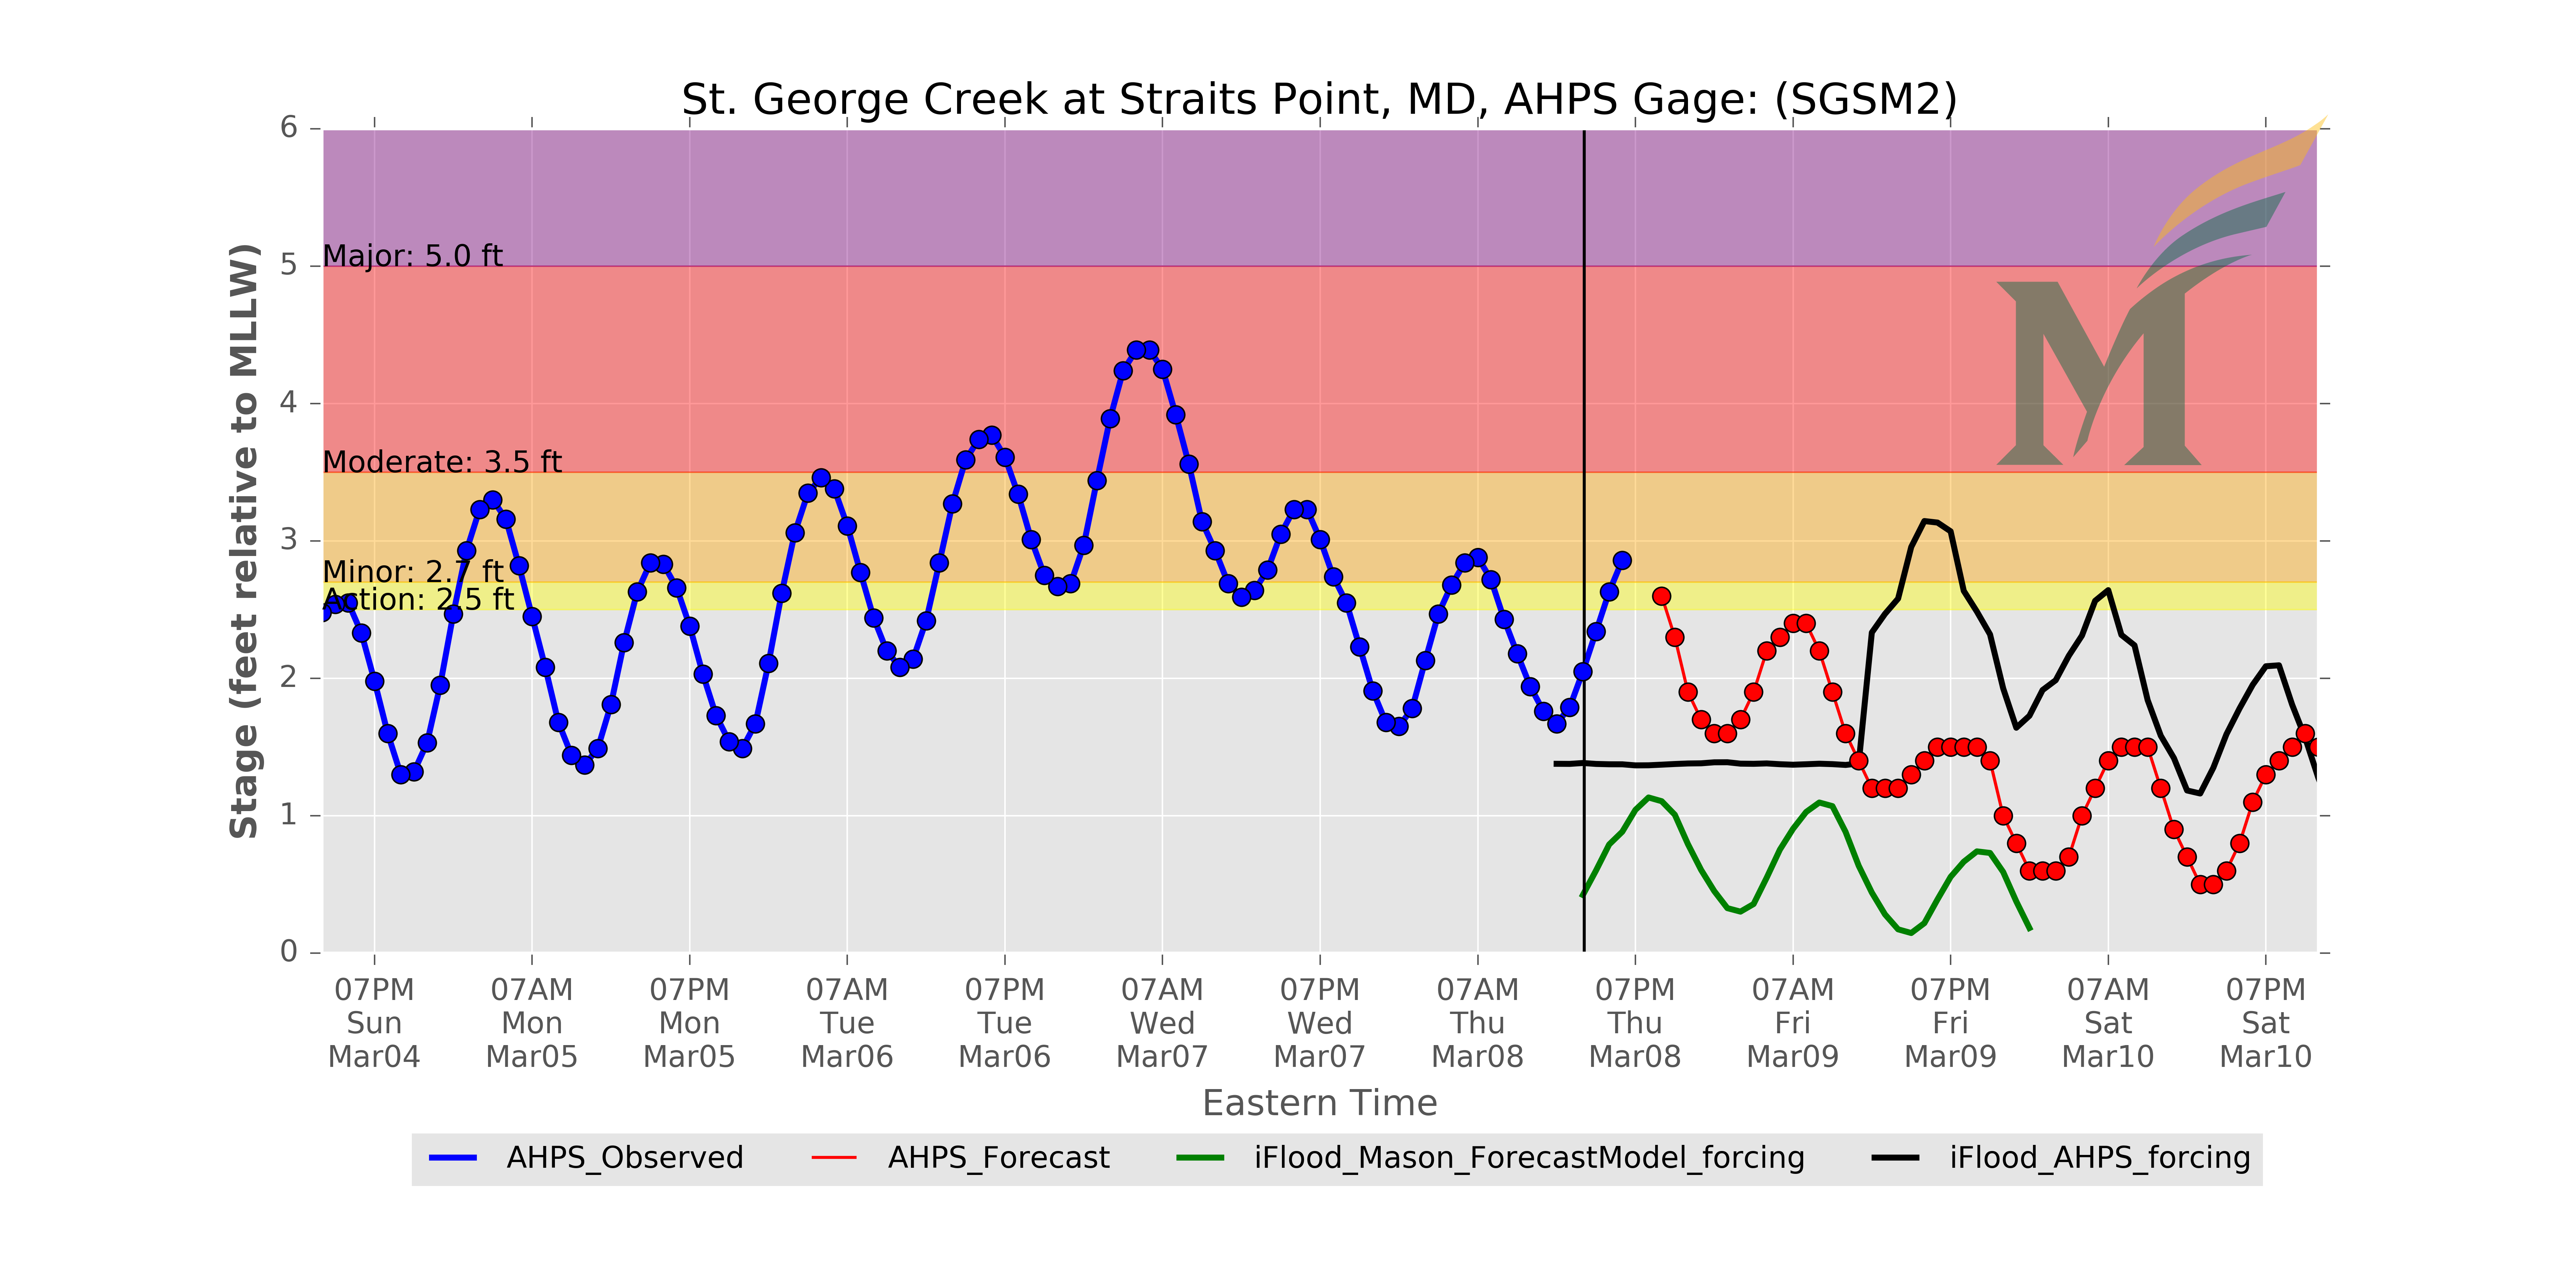 St. George Creek at Straits Point, MD, AHPS Gage: (SGSM2)
Stage (feet relative to MLLW)
6
5
4
3
2
1
0
Major: 5.0 ft
Moderate: 3.5 ft
Minor: 2.7 ft
Action: 2.5 ft
M
07PM 07AM 07PM 07AM 07PM 07AM 07PM 07AM 07PM 07AM 07PM 07AM 07PM
Sun Mon Mon Tue Tue Wed Wed Thu Thu Fri Fri Sat Sat
Mar04 Mar05 Mar05 Mar06 Mar06 Mar07 Mar07 Mar08 Mar08 Mar09 Mar09 Mar10 Mar10
Eastern Time
AHPS_Observed AHPS_Forecast iFlood_Mason_ForecastModel_forcing iFlood_AHPS_forcing